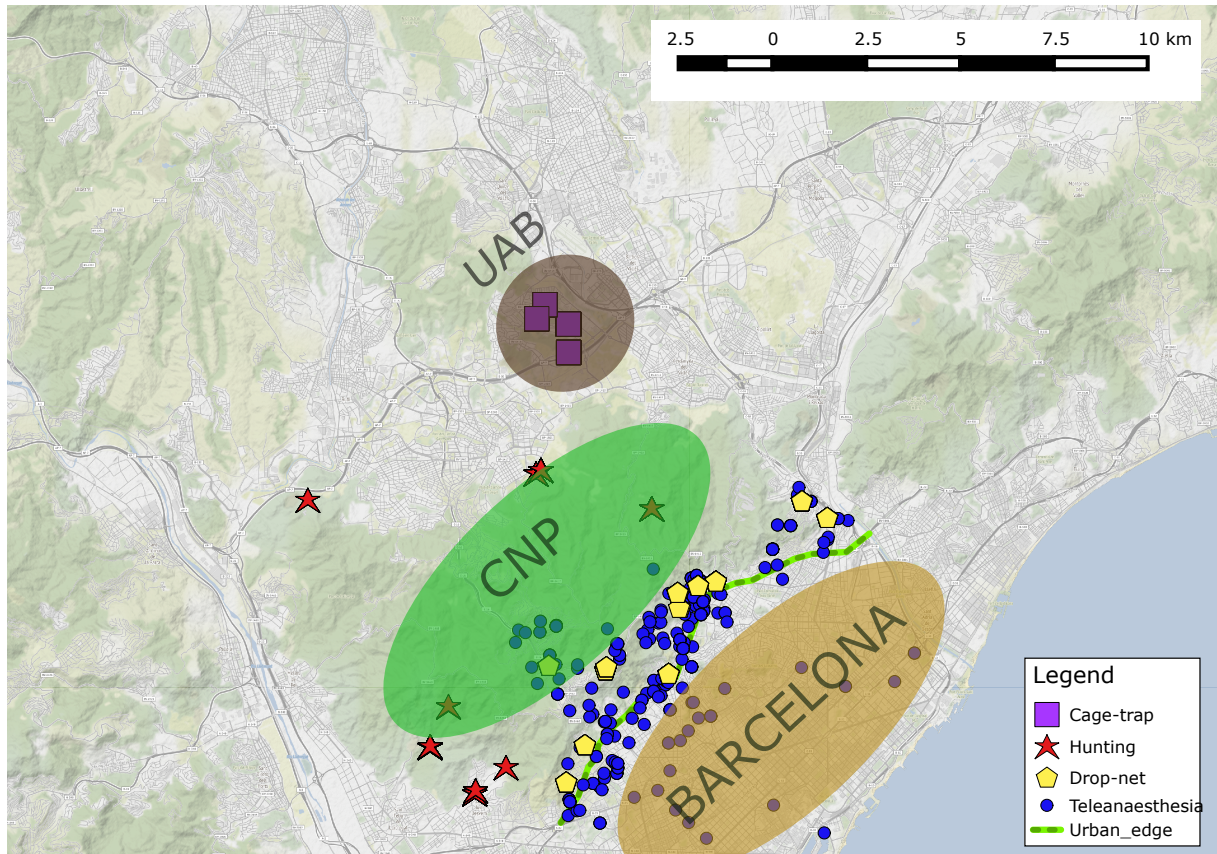 2.5 0 2.5 5 7.5 10 km
UAB
CNP
BARCELONA
Legend
Cage-trap
Hunting
Drop-net
Teleanaesthesia
Urban_edge